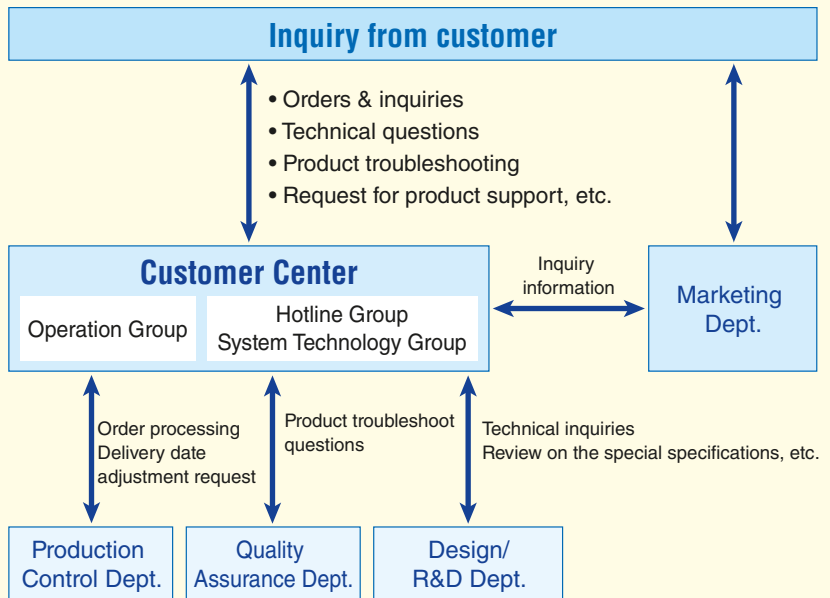 Inquiry from customer
• Orders & inquiries
• Technical questions
• Product troubleshooting
• Request for product support, etc.
Customer Center
Operation Group
Hotline Group
System Technology Group
Inquiry
information
Marketing
Dept.
Order processing
Delivery date
adjustment request
Product troubleshoot
questions
Technical inquiries
Review on the special specifications, etc.
Production
Control Dept.
Quality
Assurance Dept.
Design/
R&D Dept.